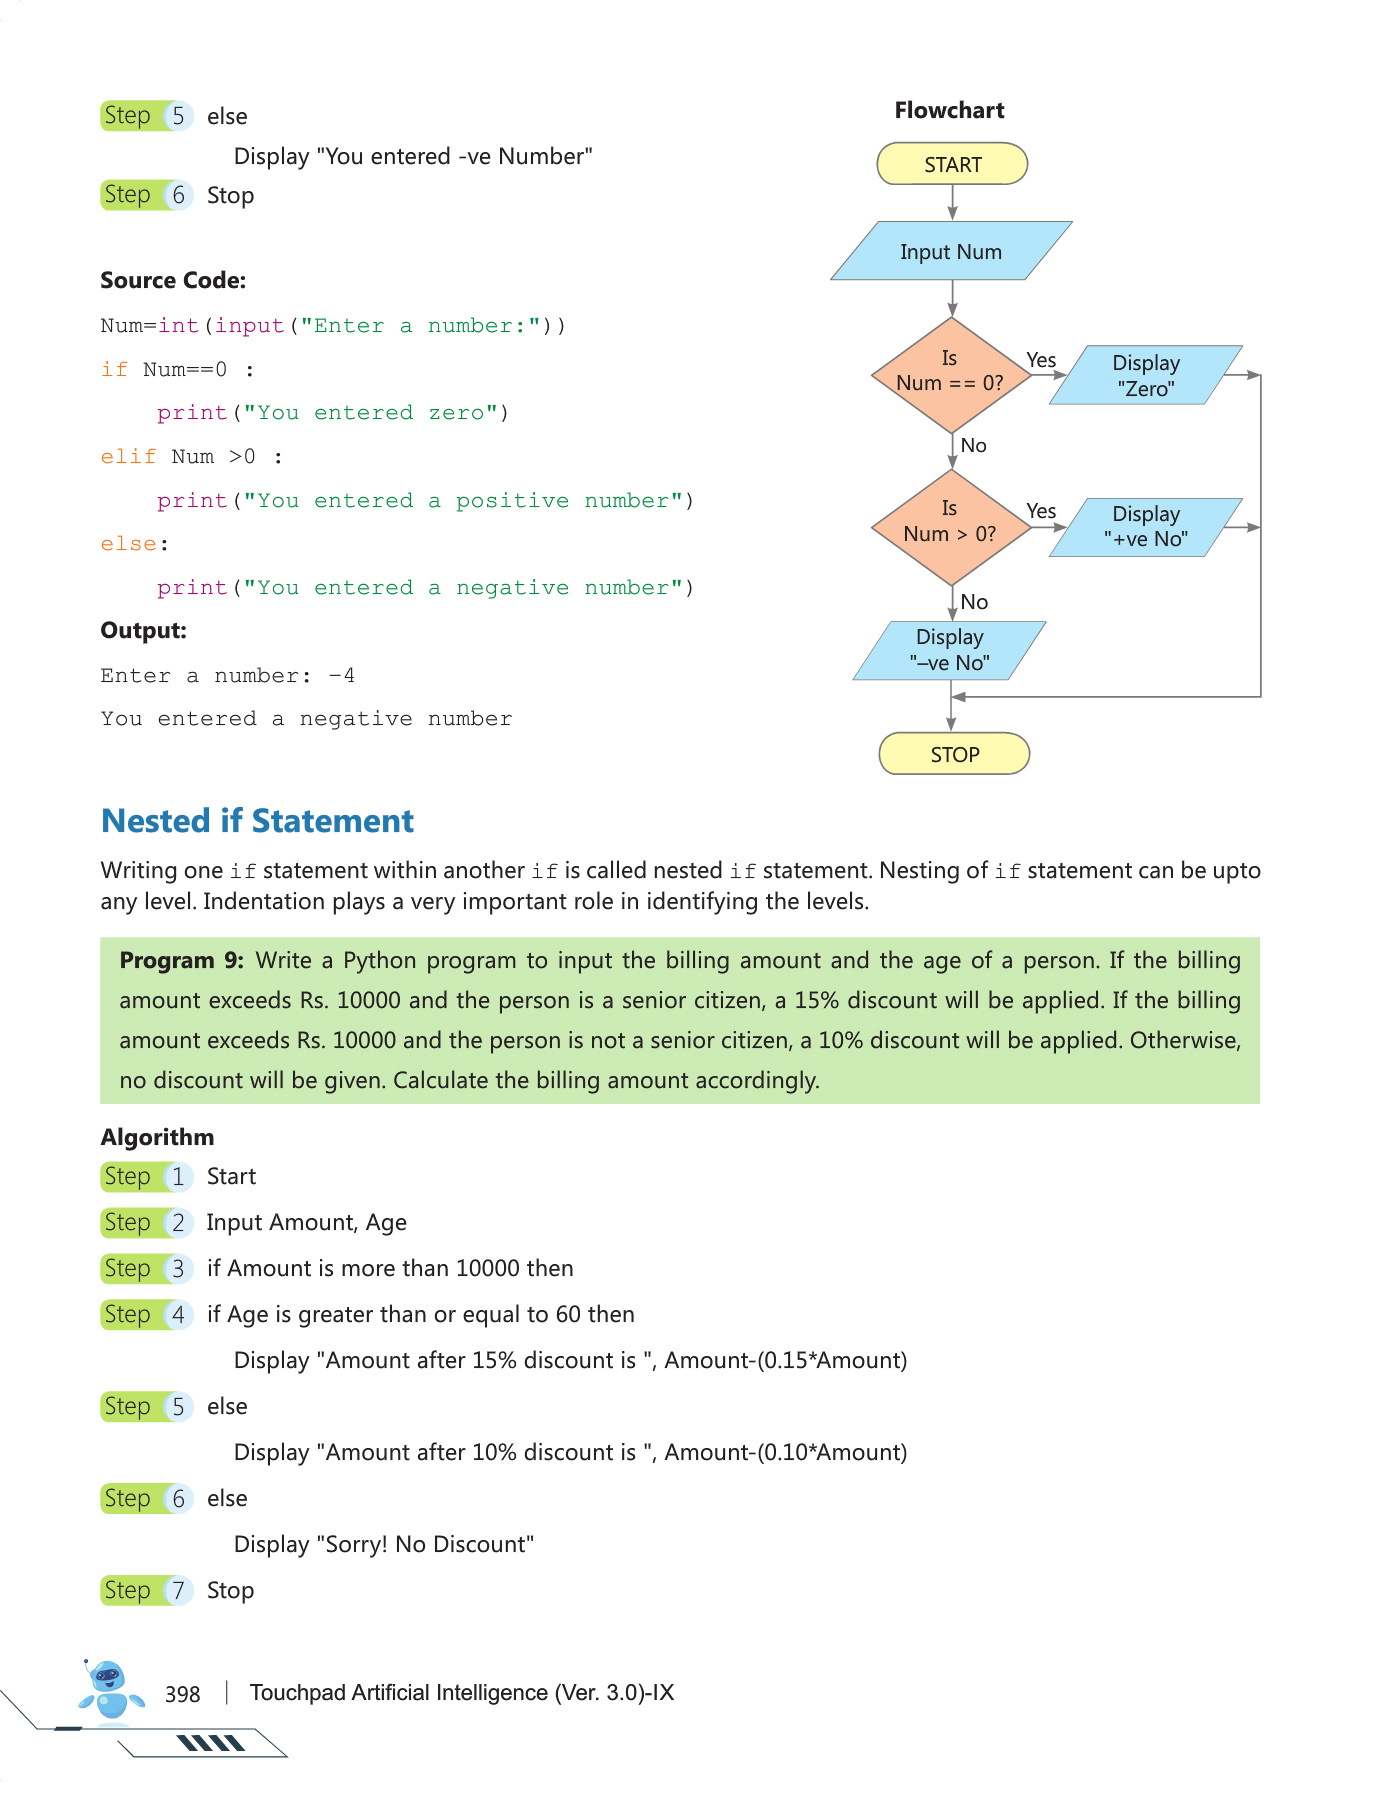 Step 5 else
Display "You entered -ve Number"
Step 6 Stop
Source Code:
Num=int(input("Enter a number:"))
if Num==0 :
    print("You entered zero")
elif Num >0 :
    print("You entered a positive number")
else:
    print("You entered a negative number")
Output:
Enter a number: -4
You entered a negative number
Flowchart
START
Input Num
Is
Num == 0?
Yes
Display
"Zero"
No
Is
Num > 0?
Yes
Display
"+ve No"
No
Display
"–ve No"
STOP
Nested if Statement
Writing one if statement within another if is called nested if statement. Nesting of if statement can be upto
any level. Indentation plays a very important role in identifying the levels.
Program 9: Write a Python program to input the billing amount and the age of a person. If the billing
amount exceeds Rs. 10000 and the person is a senior citizen, a 15% discount will be applied. If the billing
amount exceeds Rs. 10000 and the person is not a senior citizen, a 10% discount will be applied. Otherwise,
no discount will be given. Calculate the billing amount accordingly.
Algorithm
Step 1 Start
Step 2 Input Amount, Age
Step 3 if Amount is more than 10000 then
Step 4 if Age is greater than or equal to 60 then
Display "Amount after 15% discount is ", Amount-(0.15*Amount)
Step 5 else
Display "Amount after 10% discount is ", Amount-(0.10*Amount)
Step 6 else
Display "Sorry! No Discount"
Step 7 Stop
398 | Touchpad Artificial Intelligence (Ver. 3.0)-IX